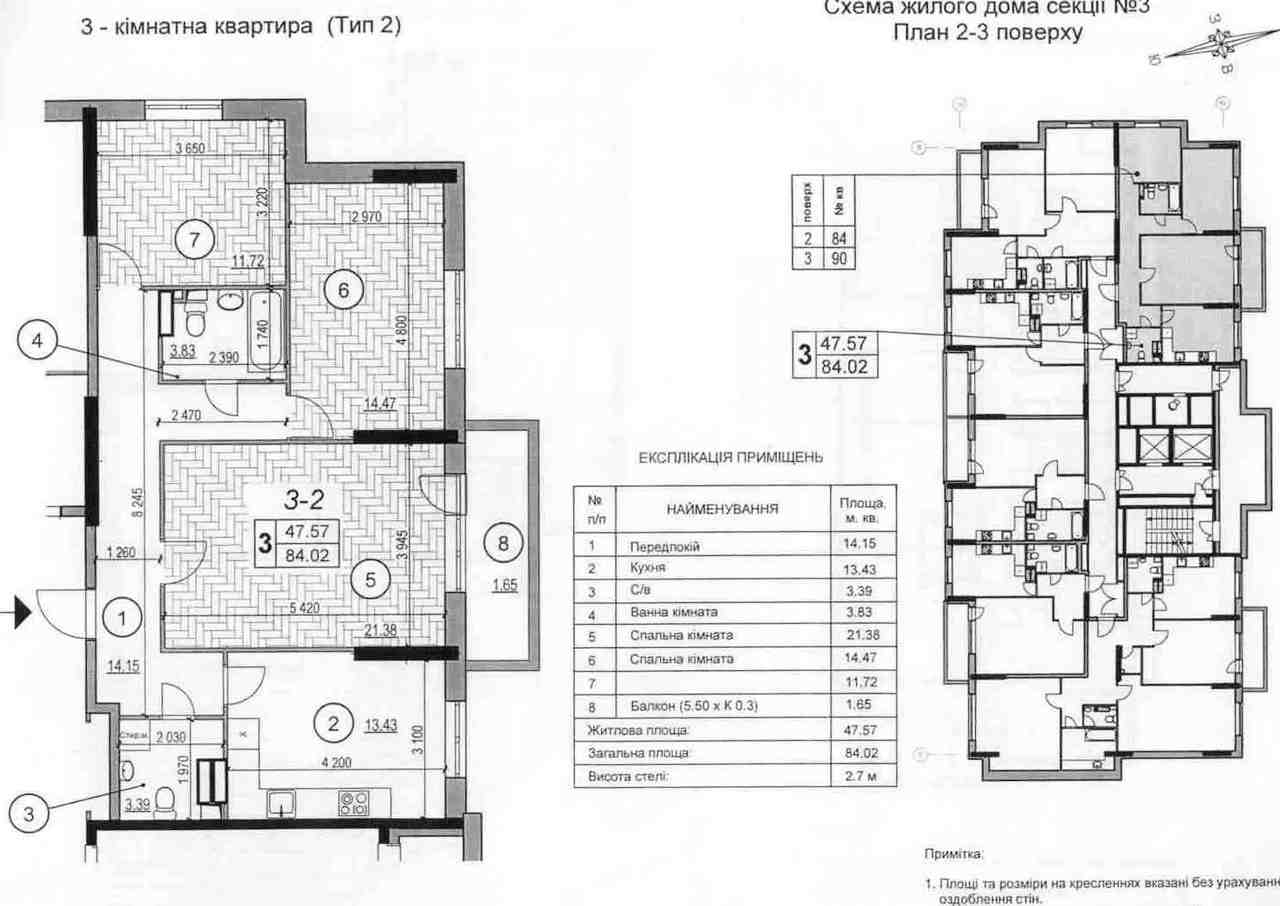 3 - кімнатна квартира (Тип 2)
Схема жилого дома секції №3
План 2-3 поверху
З
Ю
В
3 650
3 220
7
11.72
2 970
6
4 800
14.47
4
3.83
2 390
1 740
2 470
8 245
1 260
3-2
3
47.57
84.02
3 945
5
5 420
21.38
8
1.65
1
14.15
2
13.43
3 100
4 200
Х
Стир.м.
2 030
1 970
3.39
3
поверх
№ кв
2 84
3 90
3
47.57
84.02
ЕКСПЛІКАЦІЯ ПРИМІЩЕНЬ
№ п/п НАЙМЕНУВАННЯ Площа, м. кв.
1 Передпокій 14.15
2 Кухня 13.43
3 С/в 3.39
4 Ванна кімната 3.83
5 Спальна кімната 21.38
6 Спальна кімната 14.47
7 11.72
8 Балкон (5.50 х К 0.3) 1.65
Житлова площа: 47.57
Загальна площа: 84.02
Висота стелі: 2.7 м
Примітка:
1. Площі та розміри на кресленнях вказані без урахуванн
оздоблення стін.